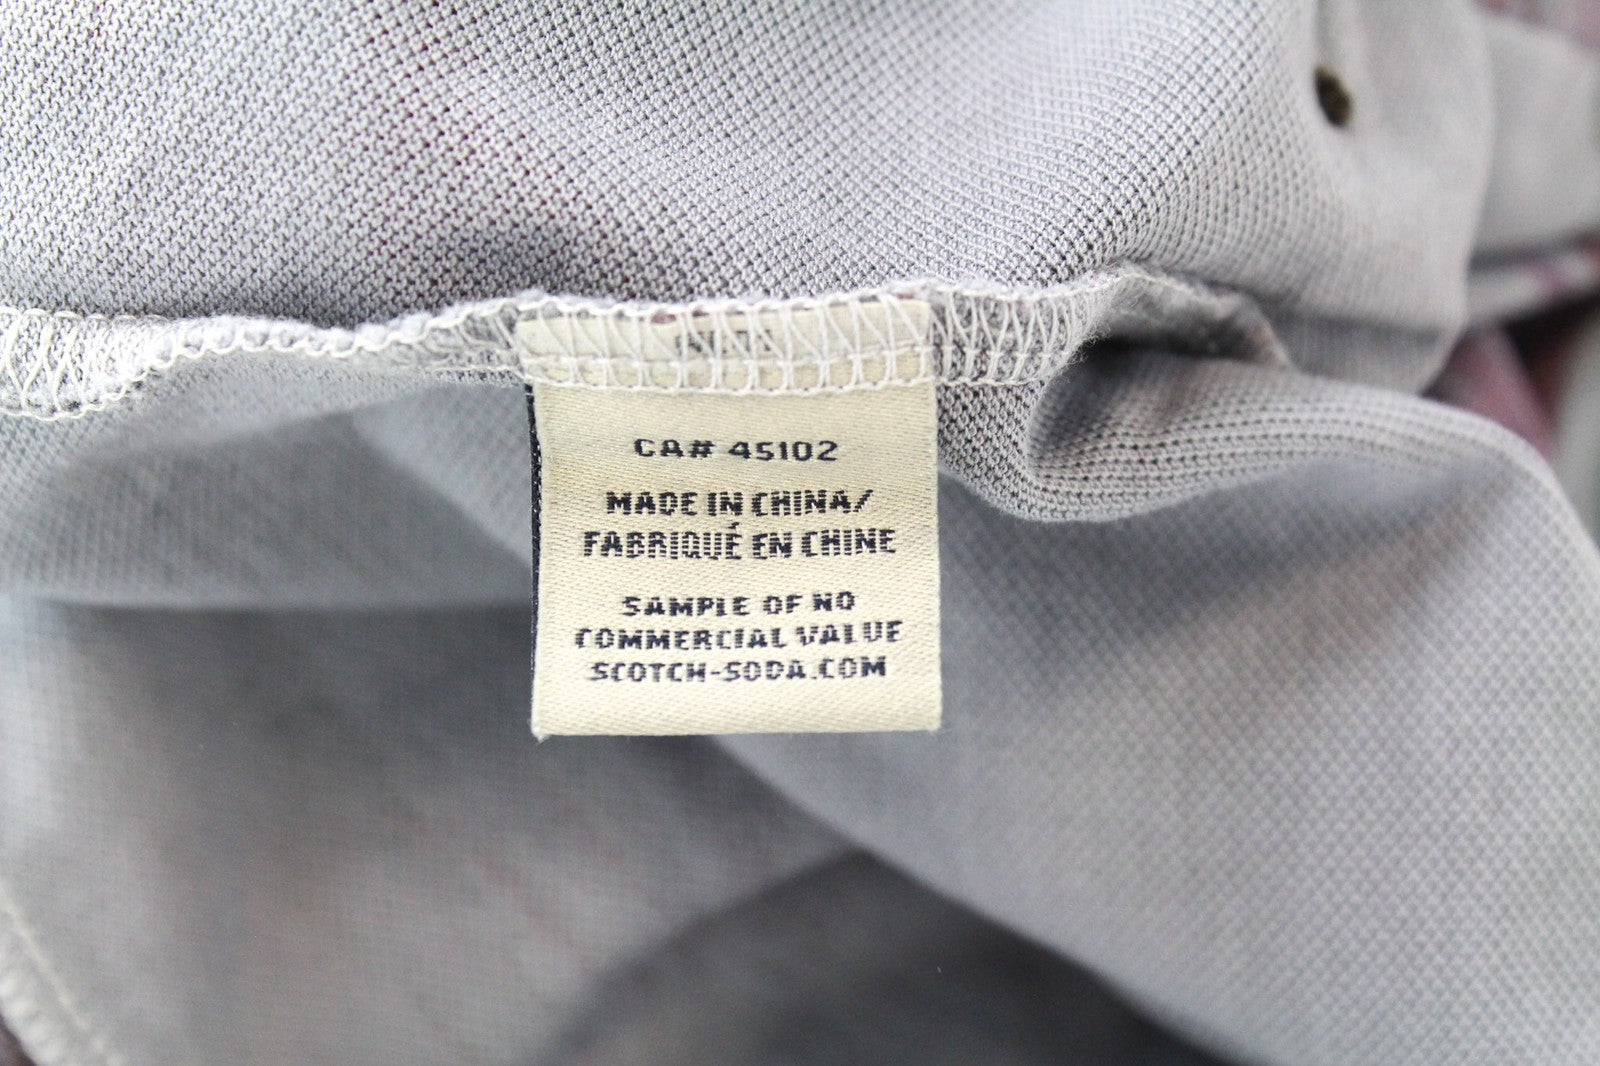 CA# 45102
MADE IN CHINA/
FABRIQUÉ EN CHINE
SAMPLE OF NO
COMMERCIAL VALUE
SCOTCH-SODA.COM